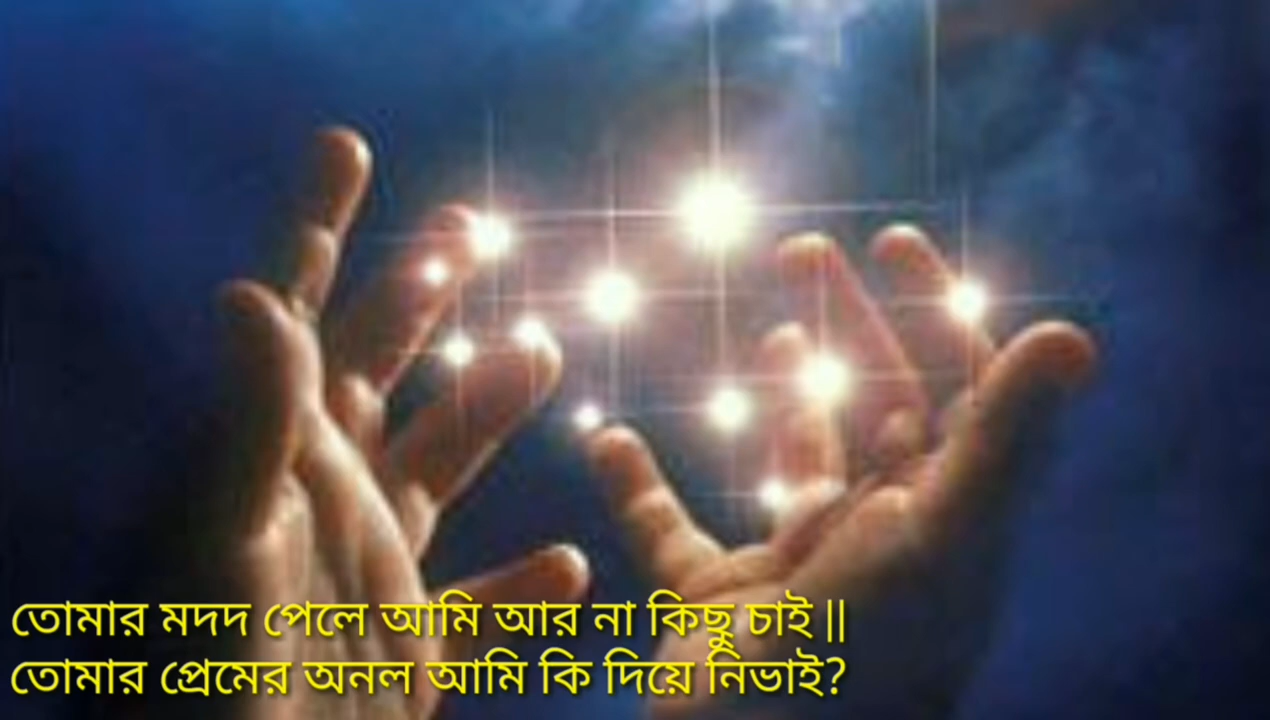 তোমার মদদ পেলে আমি আর না কিছু চাই ||
তোমার প্রেমের অনল আমি কি দিয়ে নিভাই?